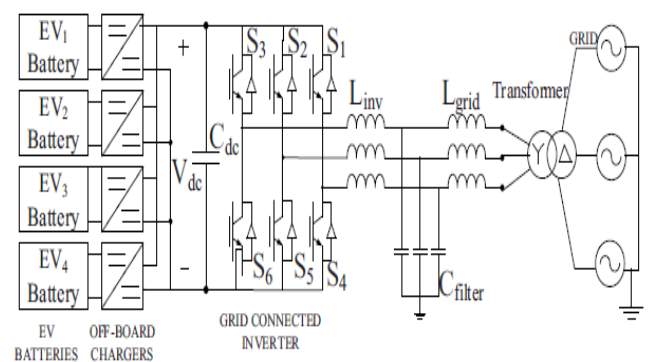 EV1
Battery
EV2
Battery
EV3
Battery
EV4
Battery
EV
BATTERIES
OFF-BOARD
CHARGERS
+
Vdc
-
Cdc
S3
S2
S1
S6
S5
S4
GRID CONNECTED
INVERTER
Linv
Lgrid
Cfilter
Transformer
Y
Δ
GRID